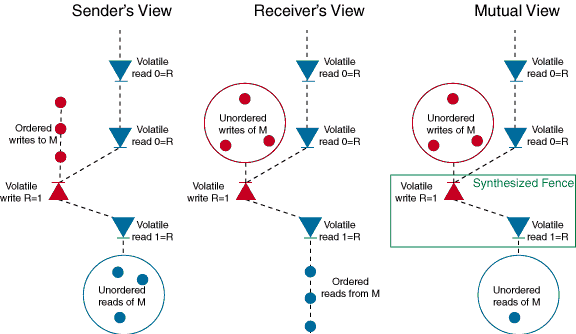 Sender's View
Volatile
read 0=R
Ordered
writes to M
Volatile
read 0=R
Volatile
write R=1
Volatile
read 1=R
Unordered
reads of M
Receiver's View
Volatile
read 0=R
Unordered
writes of M
Volatile
read 0=R
Volatile
write R=1
Volatile
read 1=R
Ordered
reads from M
Mutual View
Volatile
read 0=R
Unordered
writes of M
Volatile
read 0=R
Synthesized Fence
Volatile
write R=1
Volatile
read 1=R
Unordered
reads of M